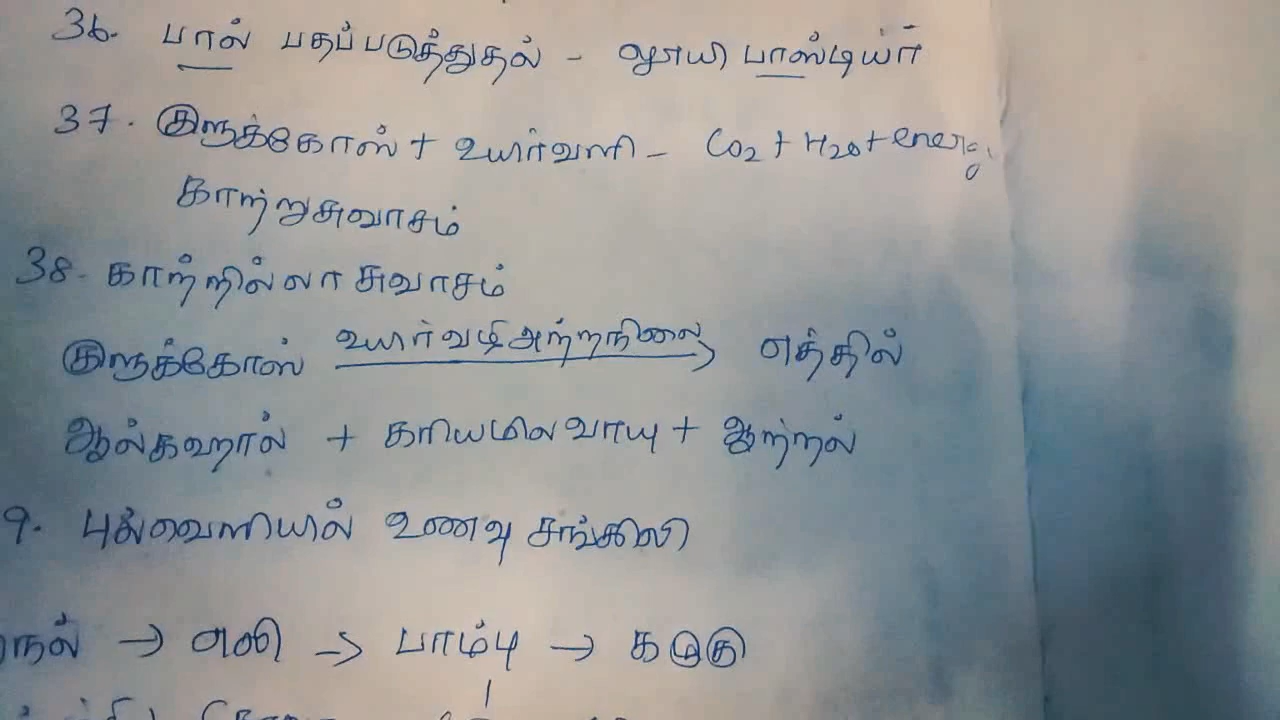 36. பால் பதப்படுத்துதல் - லூயி பாஸ்டியர்
37. குளுக்கோஸ் + உயிர்வளி - CO2 + H2O + energy
காற்றுசுவாசம்
38. காற்றில்லா சுவாசம்
உயிர்வழி அற்றநிலை
குளுக்கோஸ் → எத்தில்
ஆல்கஹால் + கரியமிலவாயு + ஆற்றல்
9. புல்வெளியில் உணவு சங்கிலி
நெல் → எலி → பாம்பு → கழுகு